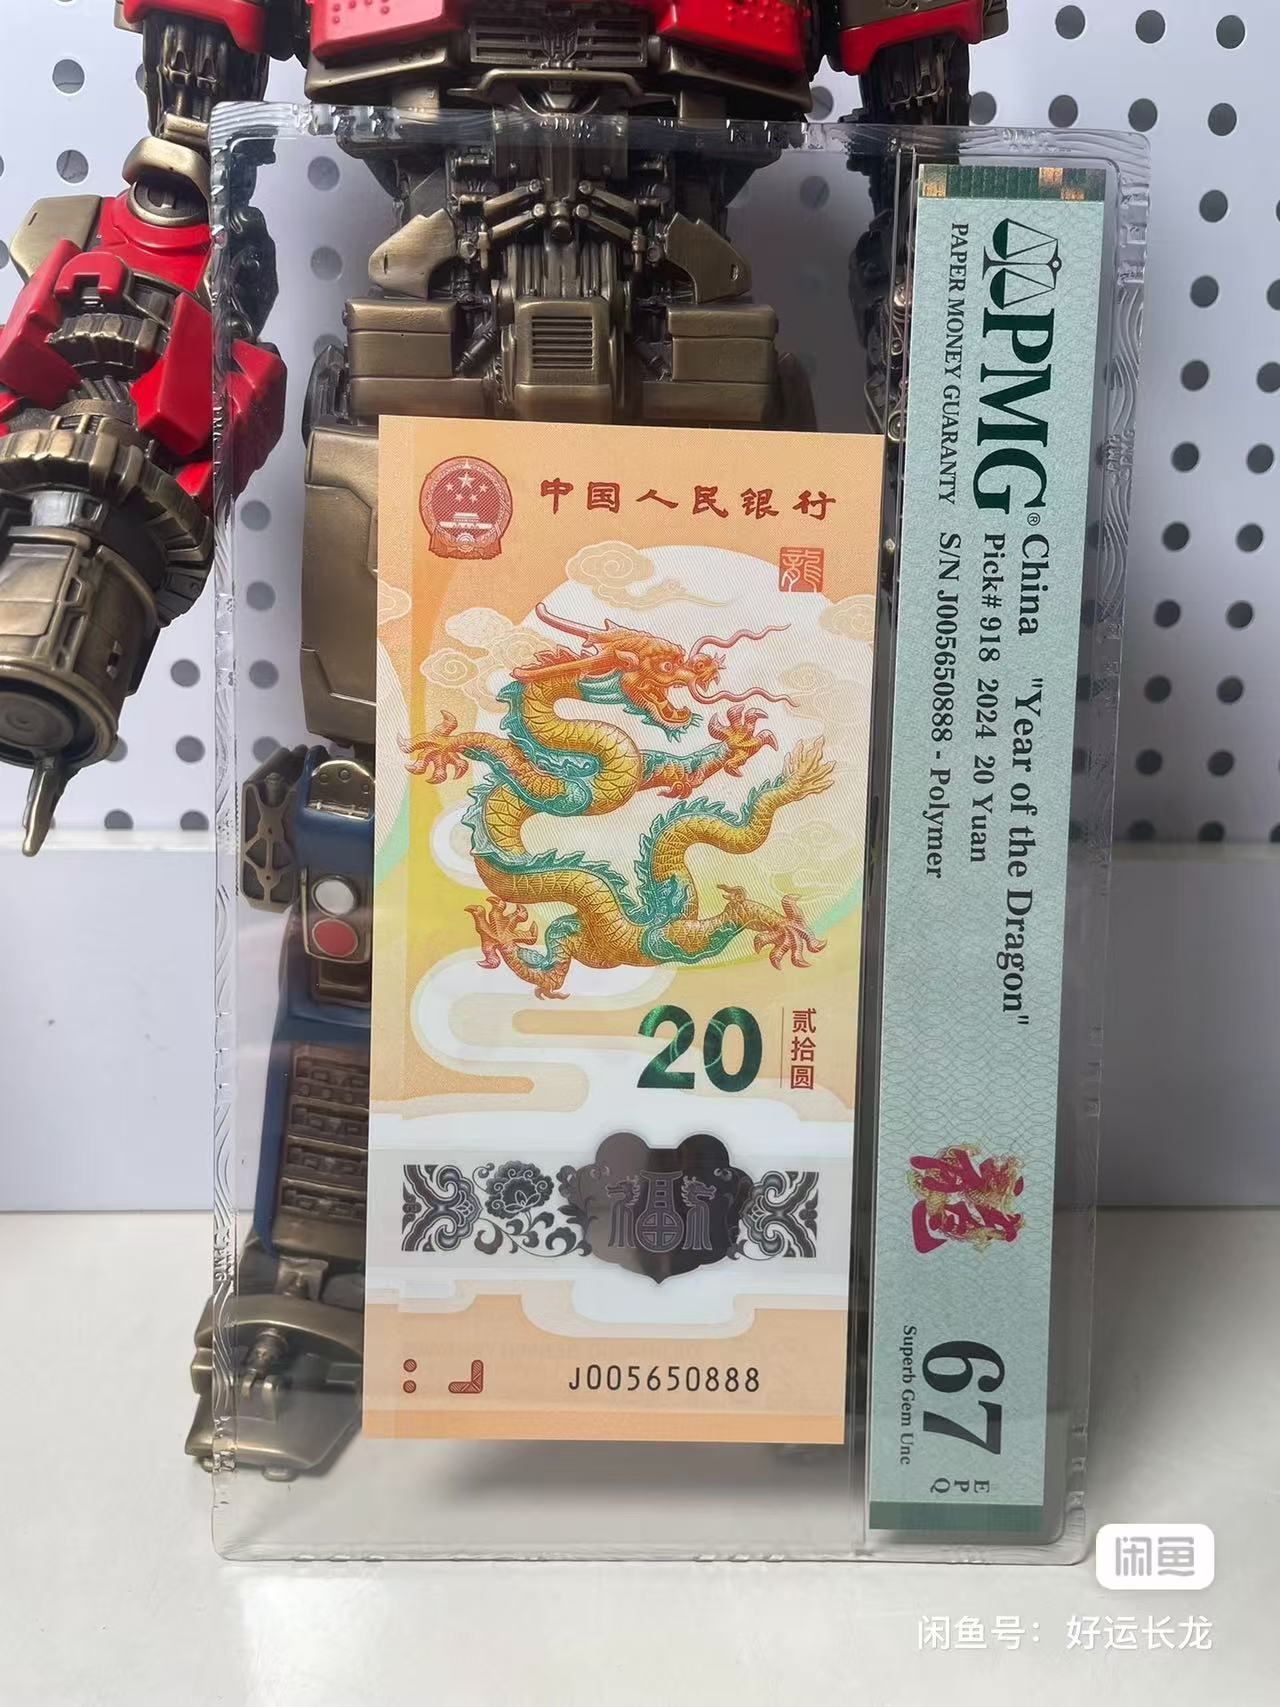 中国人民银行
龍
20
贰拾圆
福
J005650888
PMG®
PAPER MONEY GUARANTY
China "Year of the Dragon"
Pick# 918 2024 20 Yuan
S/N J005650888 - Polymer
67
EPQ
Superb Gem Unc
闲鱼
闲鱼号：好运长龙